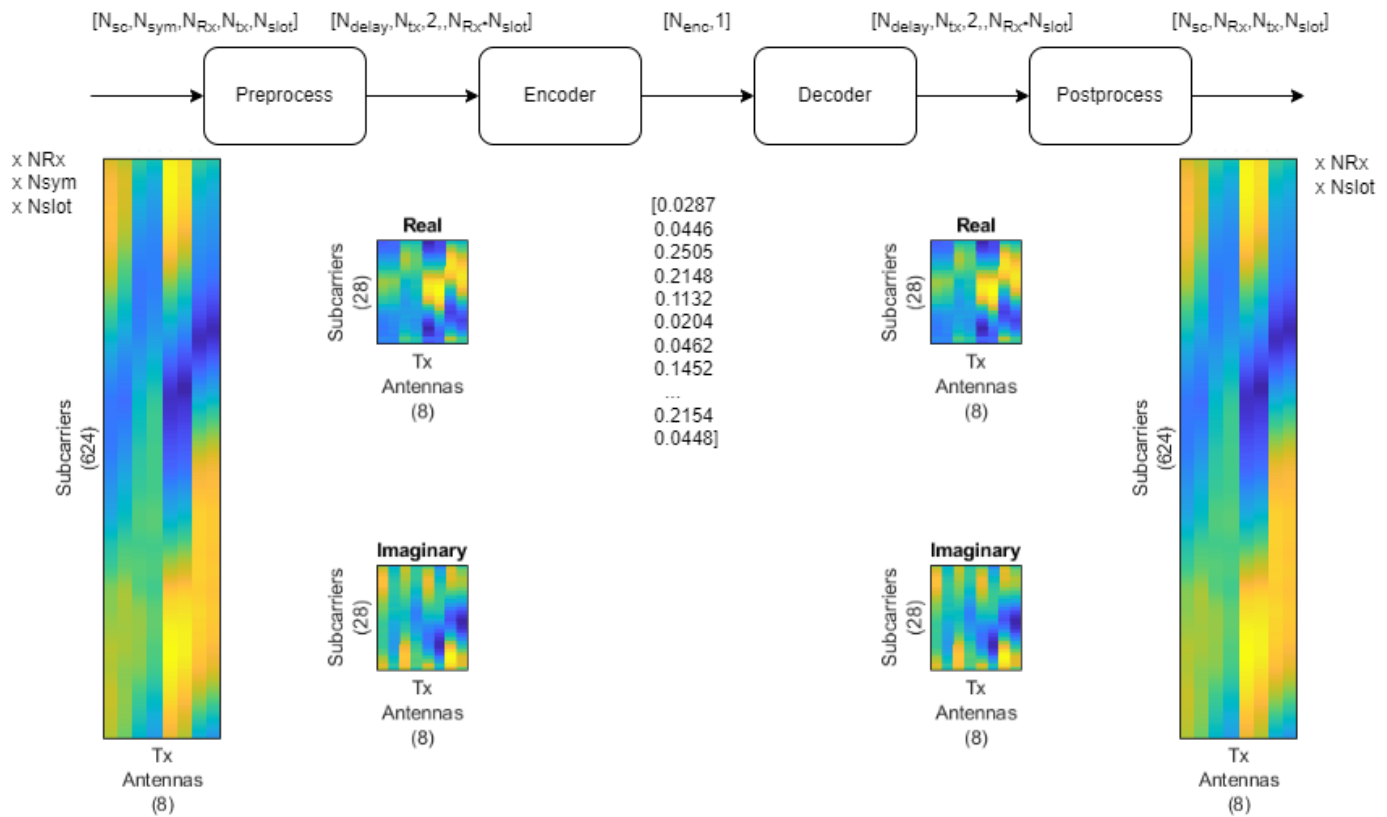 [N_sc,N_sym,N_Rx,N_tx,N_slot]
[N_delay,N_tx,2,,N_Rx*N_slot]
[N_enc,1]
[N_delay,N_tx,2,,N_Rx*N_slot]
[N_sc,N_Rx,N_tx,N_slot]
Preprocess
Encoder
Decoder
Postprocess
x NRx
x Nsym
x Nslot
Subcarriers
(624)
Tx
Antennas
(8)
Real
Subcarriers
(28)
Tx
Antennas
(8)
Imaginary
Subcarriers
(28)
Tx
Antennas
(8)
[0.0287
0.0446
0.2505
0.2148
0.1132
0.0204
0.0462
0.1452
...
0.2154
0.0448]
Real
Subcarriers
(28)
Tx
Antennas
(8)
Imaginary
Subcarriers
(28)
Tx
Antennas
(8)
x NRx
x Nslot
Subcarriers
(624)
Tx
Antennas
(8)